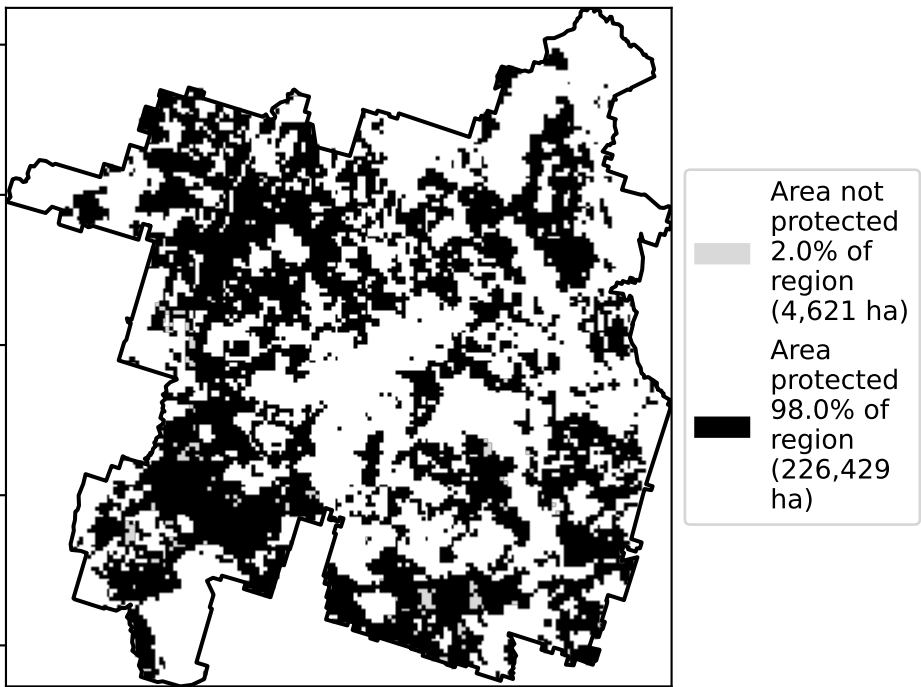 Area not
protected
2.0% of
region
(4,621 ha)
Area
protected
98.0% of
region
(226,429
ha)